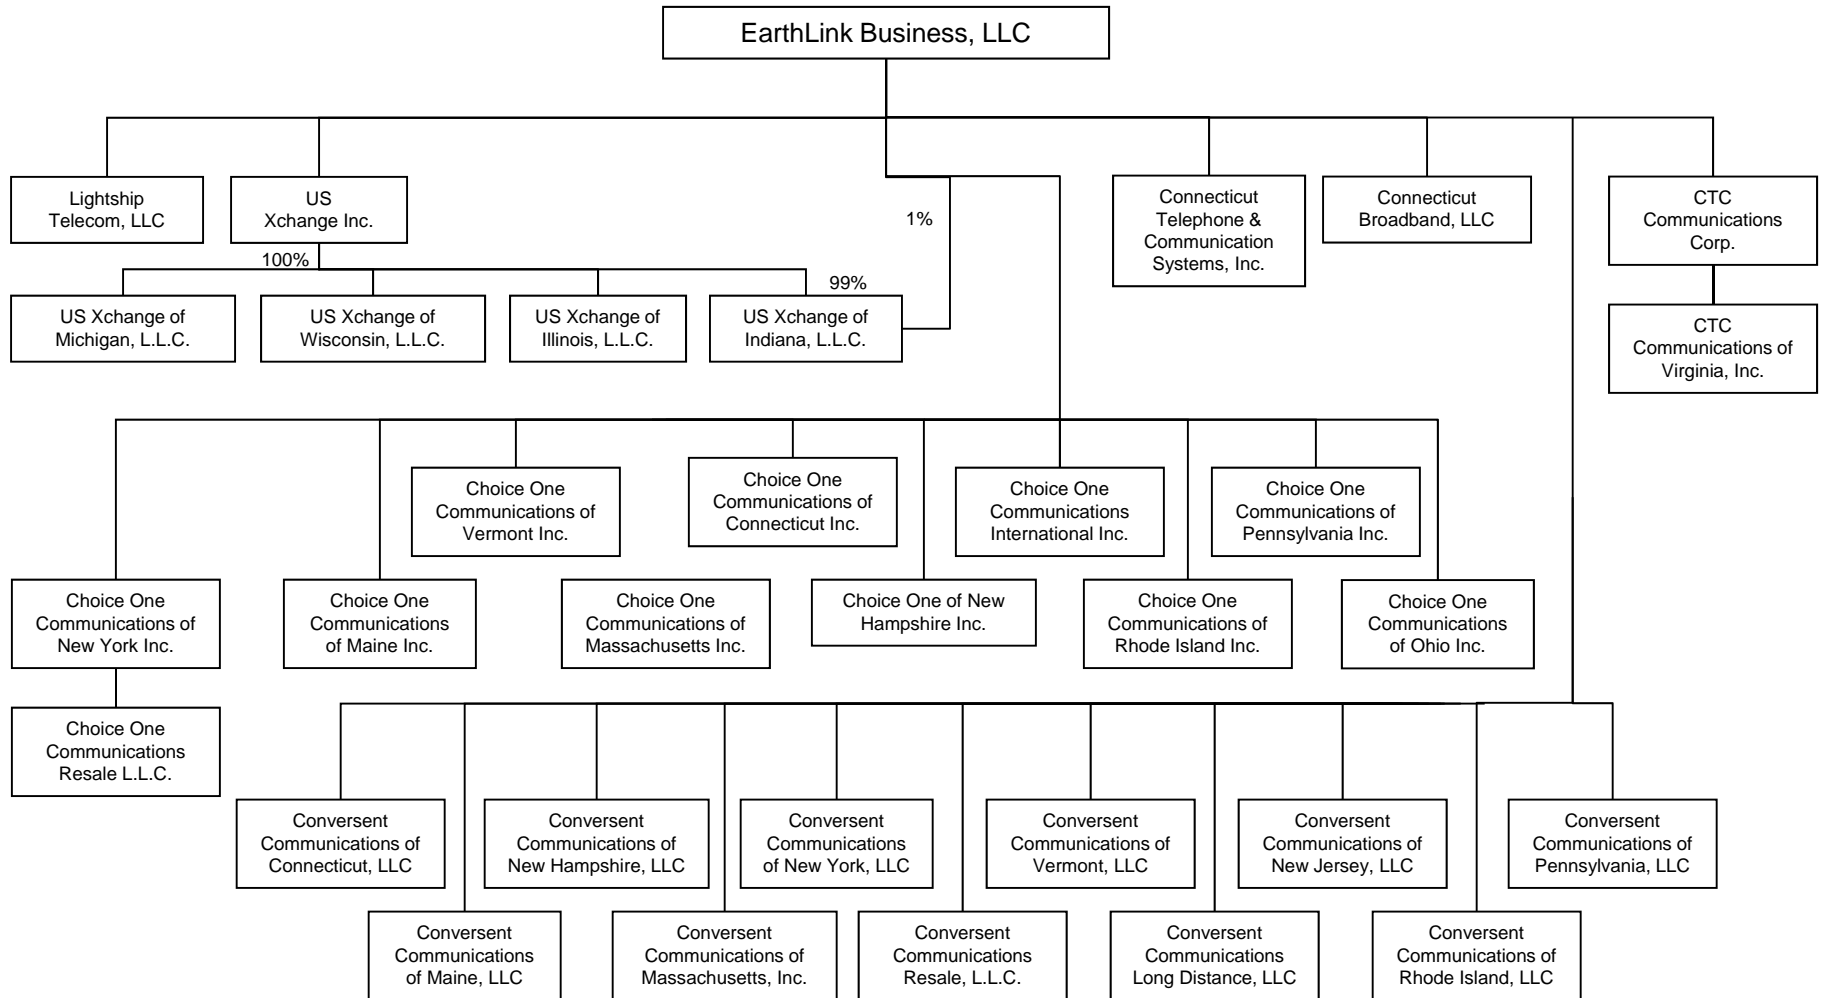 EarthLink Business, LLC
Lightship
Telecom, LLC
US
Xchange Inc.
1%
Connecticut
Telephone &
Communication
Systems, Inc.
Connecticut
Broadband, LLC
CTC
Communications
Corp.
100%
99%
US Xchange of
Michigan, L.L.C.
US Xchange of
Wisconsin, L.L.C.
US Xchange of
Illinois, L.L.C.
US Xchange of
Indiana, L.L.C.
CTC
Communications of
Virginia, Inc.
Choice One
Communications of
Vermont Inc.
Choice One
Communications of
Connecticut Inc.
Choice One
Communications
International Inc.
Choice One
Communications of
Pennsylvania Inc.
Choice One
Communications of
New York Inc.
Choice One
Communications
of Maine Inc.
Choice One
Communications of
Massachusetts Inc.
Choice One of New
Hampshire Inc.
Choice One
Communications of
Rhode Island Inc.
Choice One
Communications
of Ohio Inc.
Choice One
Communications
Resale L.L.C.
Conversent
Communications of
Connecticut, LLC
Conversent
Communications of
New Hampshire, LLC
Conversent
Communications
of New York, LLC
Conversent
Communications of
Vermont, LLC
Conversent
Communications of
New Jersey, LLC
Conversent
Communications of
Pennsylvania, LLC
Conversent
Communications
of Maine, LLC
Conversent
Communications of
Massachusetts, Inc.
Conversent
Communications
Resale, L.L.C.
Conversent
Communications
Long Distance, LLC
Conversent
Communications of
Rhode Island, LLC